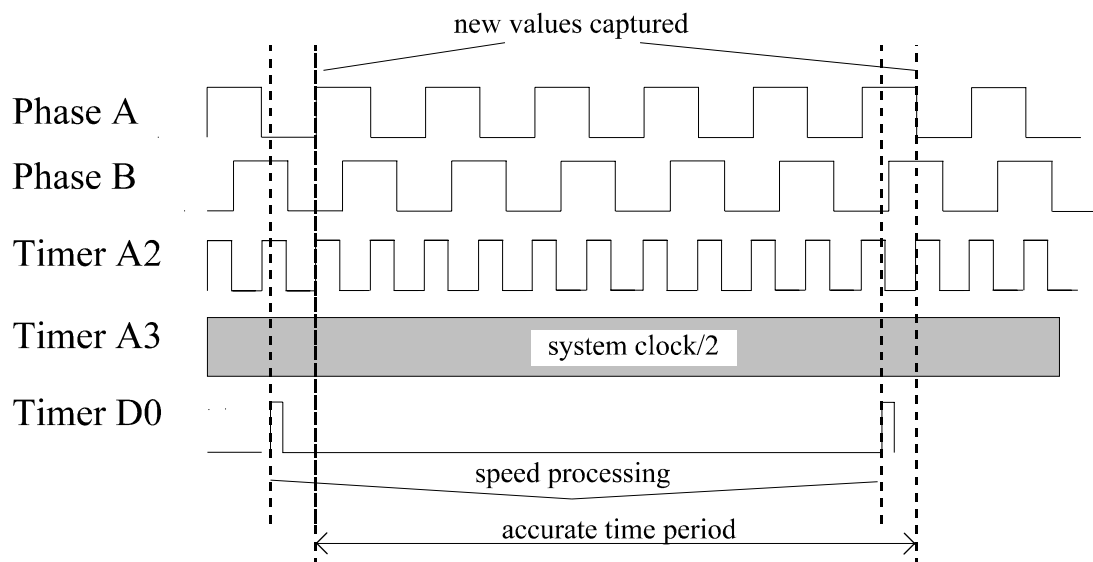 new values captured
Phase A
Phase B
Timer A2
Timer A3
system clock/2
Timer D0
speed processing
accurate time period